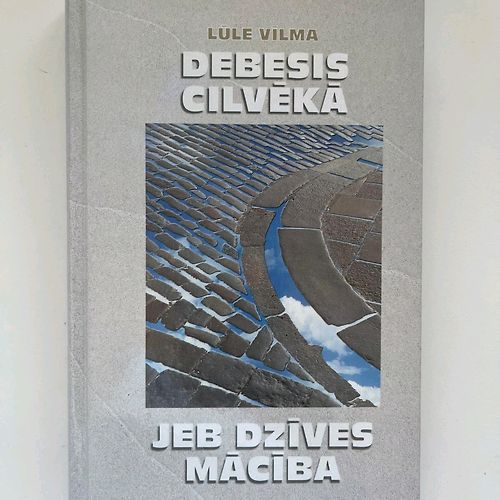 LŪLE VILMA
DEBESIS
CILVĒKĀ
JEB DZĪVES
MĀCĪBA